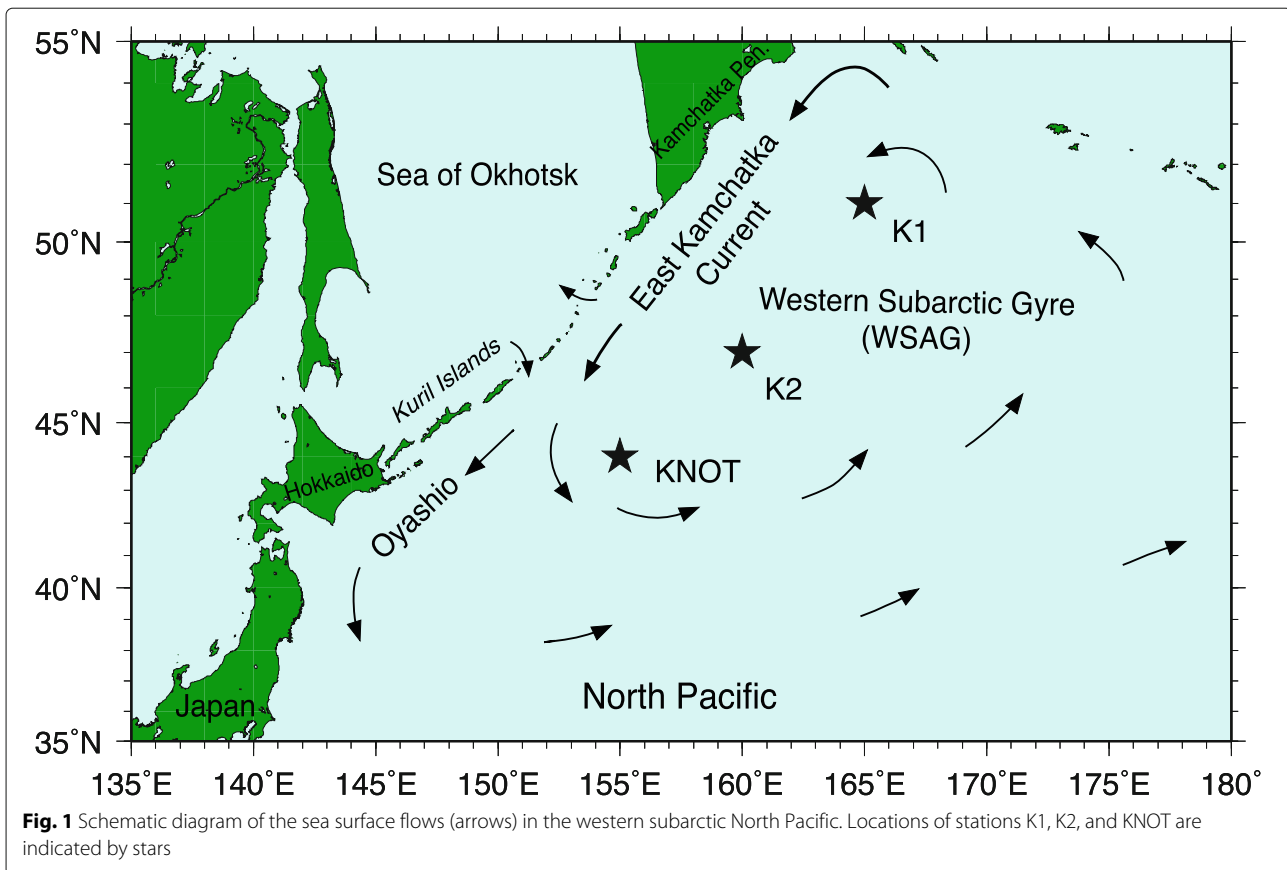 55°N
50°N
45°N
40°N
35°N
135°E 140°E 145°E 150°E 155°E 160°E 165°E 170°E 175°E 180°
Kamchatka Pen.
Sea of Okhotsk
East Kamchatka
Current
K1
Western Subarctic Gyre
(WSAG)
K2
Kuril Islands
KNOT
Hokkaido
Oyashio
North Pacific
Japan
Fig. 1 Schematic diagram of the sea surface flows (arrows) in the western subarctic North Pacific. Locations of stations K1, K2, and KNOT are
indicated by stars